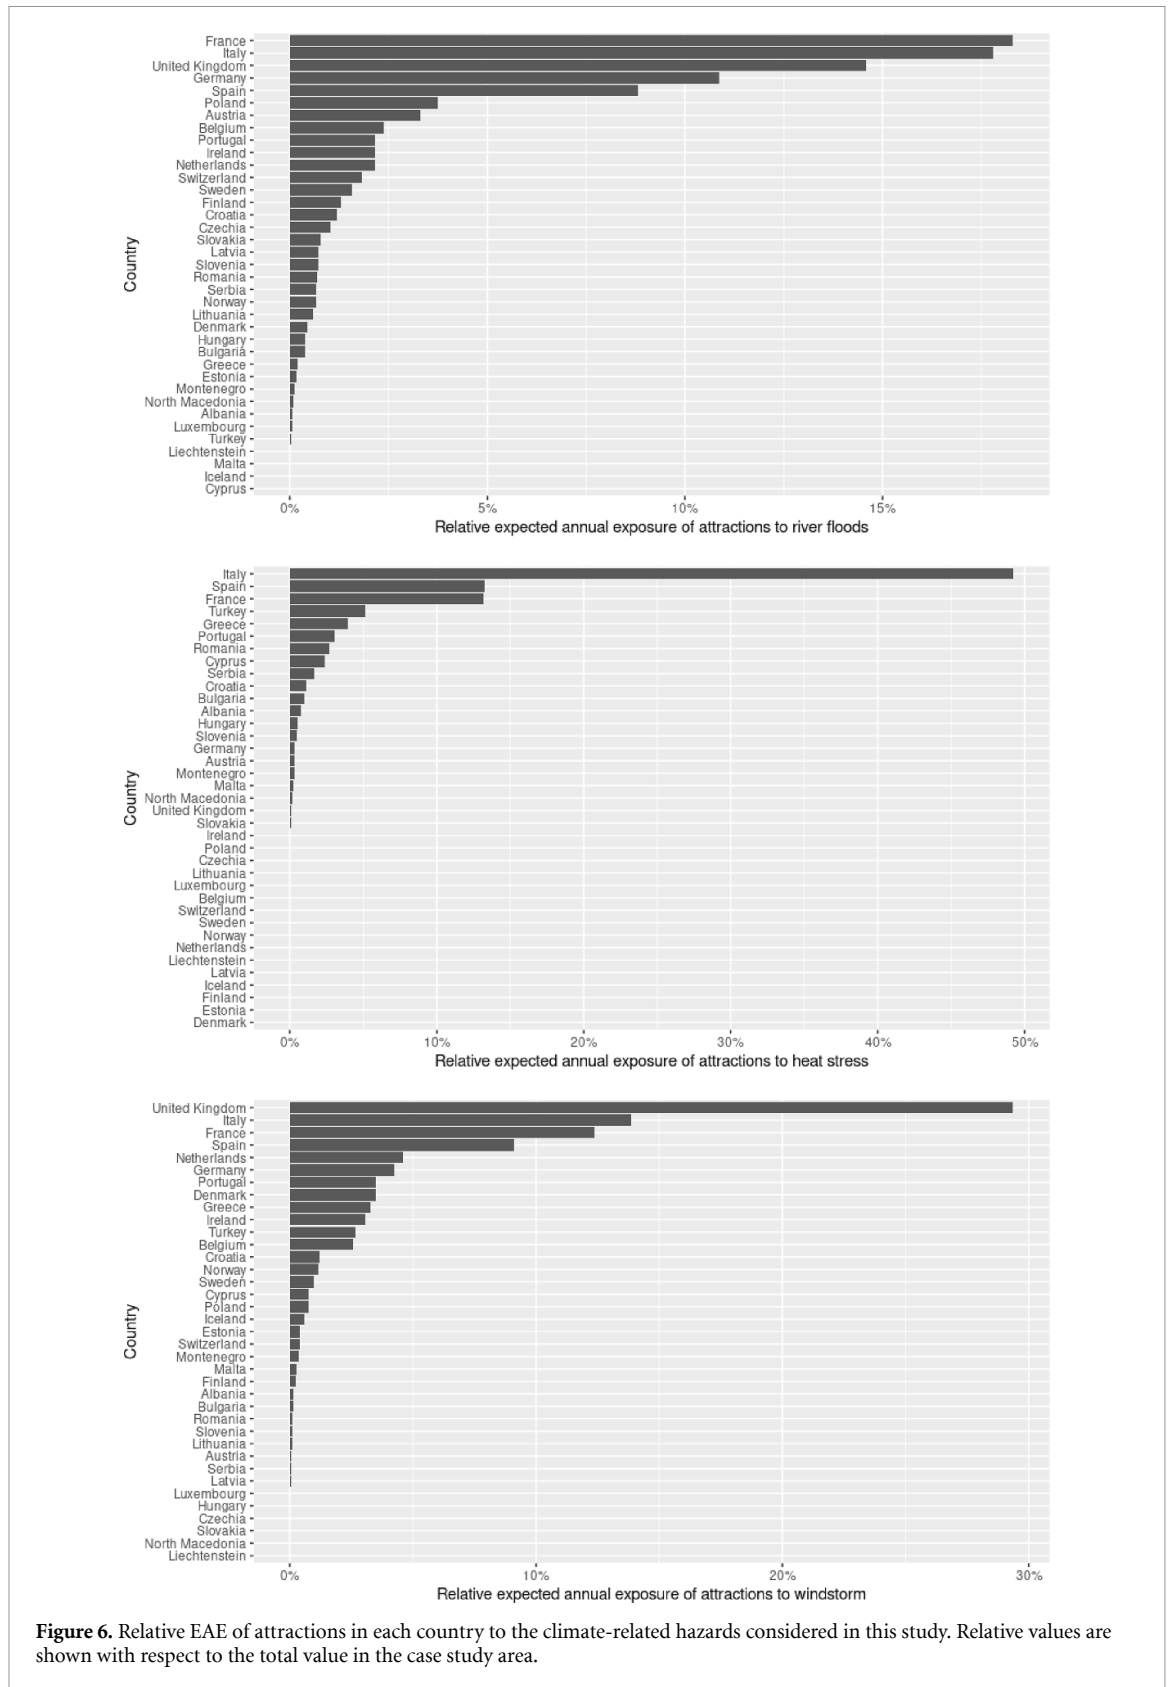 France
Italy
United Kingdom
Germany
Spain
Poland
Austria
Belgium
Portugal
Ireland
Netherlands
Switzerland
Sweden
Finland
Croatia
Czechia
Slovakia
Latvia
Slovenia
Romania
Serbia
Norway
Lithuania
Denmark
Hungary
Bulgaria
Greece
Estonia
Montenegro
North Macedonia
Albania
Luxembourg
Turkey
Liechtenstein
Malta
Iceland
Cyprus
Country
0% 5% 10% 15%
Relative expected annual exposure of attractions to river floods
Italy
Spain
France
Turkey
Greece
Portugal
Romania
Cyprus
Serbia
Croatia
Bulgaria
Albania
Hungary
Slovenia
Germany
Austria
Montenegro
Malta
North Macedonia
United Kingdom
Slovakia
Ireland
Poland
Czechia
Lithuania
Luxembourg
Belgium
Switzerland
Sweden
Norway
Netherlands
Liechtenstein
Latvia
Iceland
Finland
Estonia
Denmark
Country
0% 10% 20% 30% 40% 50%
Relative expected annual exposure of attractions to heat stress
United Kingdom
Italy
France
Spain
Netherlands
Germany
Portugal
Denmark
Greece
Ireland
Turkey
Belgium
Croatia
Norway
Sweden
Cyprus
Poland
Iceland
Estonia
Switzerland
Montenegro
Malta
Finland
Albania
Bulgaria
Romania
Slovenia
Lithuania
Austria
Serbia
Latvia
Luxembourg
Hungary
Czechia
Slovakia
North Macedonia
Liechtenstein
Country
0% 10% 20% 30%
Relative expected annual exposure of attractions to windstorm
Figure 6. Relative EAE of attractions in each country to the climate-related hazards considered in this study. Relative values are
shown with respect to the total value in the case study area.